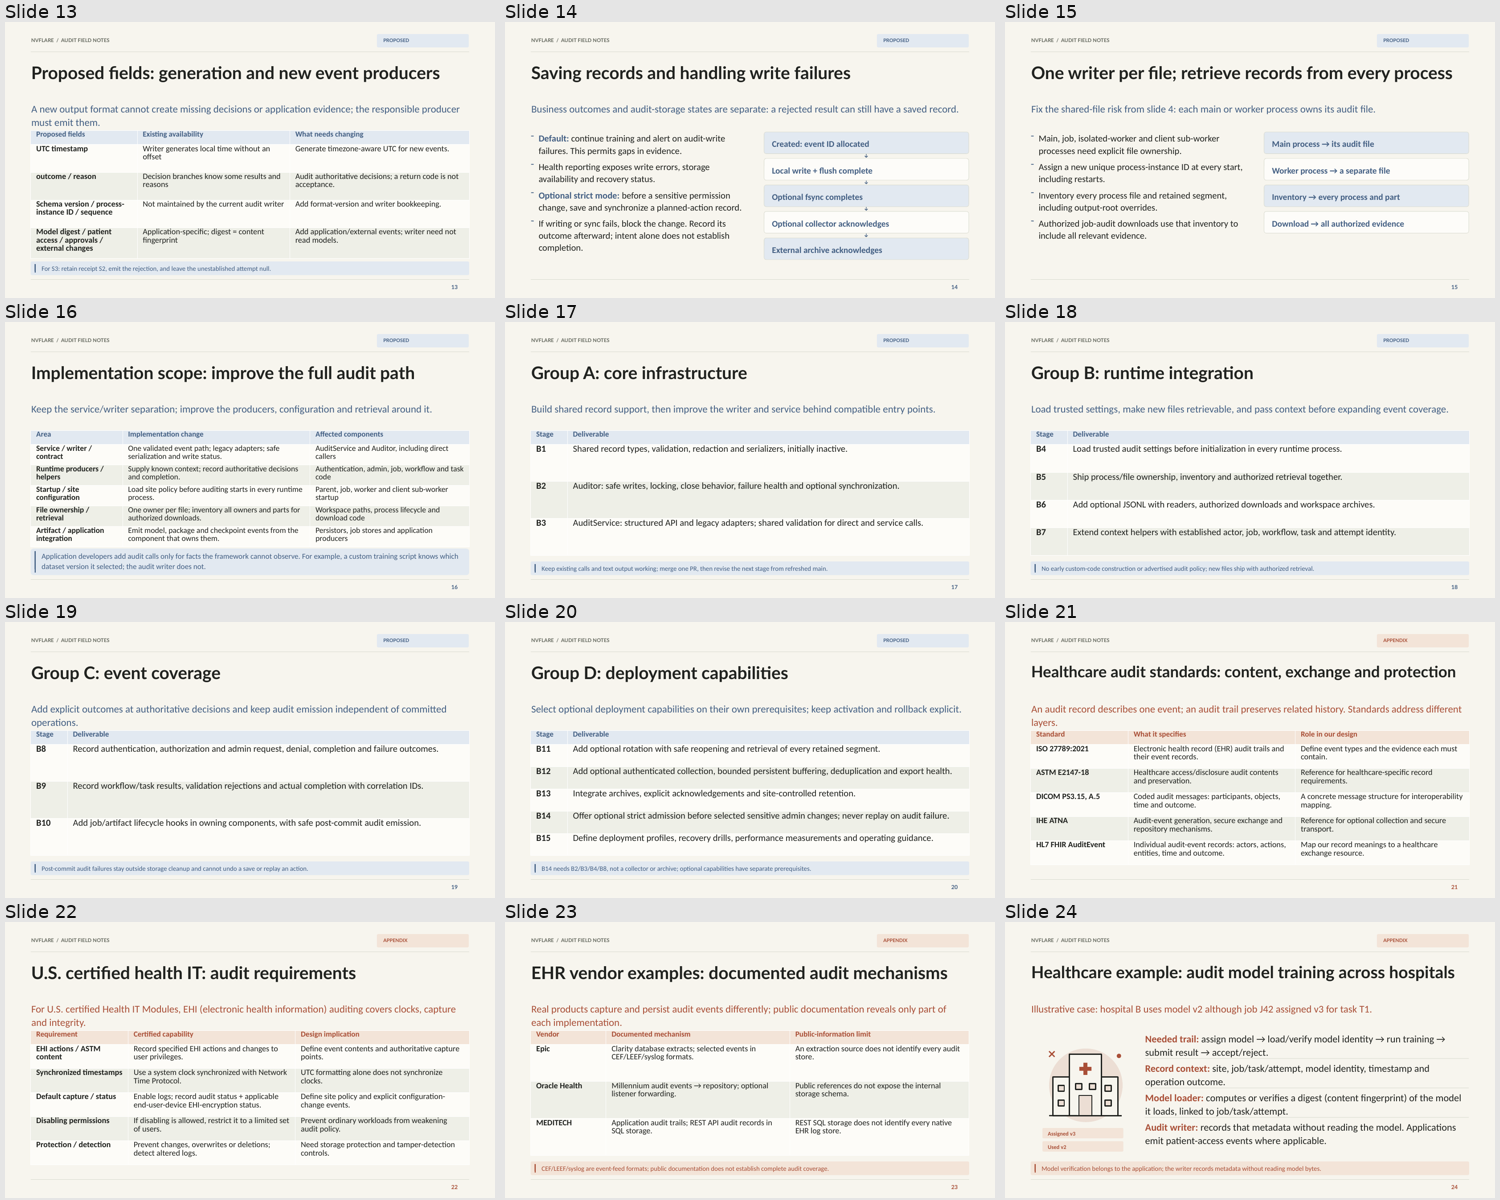 Slide 13
NVFLARE / AUDIT FIELD NOTES
PROPOSED
Proposed fields: generation and new event producers
A new output format cannot create missing decisions or application evidence; the responsible producer
must emit them.
Proposed fields Existing availability What needs changing
UTC timestamp Writer generates local time without an Generate timezone-aware UTC for new events.
offset
outcome / reason Decision branches know some results and Audit authoritative decisions; a return code is not
reasons acceptance.
Schema version / process- Not maintained by the current audit writer Add format-version and writer bookkeeping.
instance ID / sequence
Model digest / patient Application-specific; digest = content Add application/external events; writer need not
access / approvals / fingerprint read models.
external changes
For S3: retain receipt S2, emit the rejection, and leave the unestablished attempt null.
13
Slide 14
NVFLARE / AUDIT FIELD NOTES
PROPOSED
Saving records and handling write failures
Business outcomes and audit-storage states are separate: a rejected result can still have a saved record.
- Default: continue training and alert on audit-write
failures. This permits gaps in evidence.
Health reporting exposes write errors, storage
availability and recovery status.
- Optional strict mode: before a sensitive permission
change, save and synchronize a planned-action record.
- If writing or sync fails, block the change. Record its
outcome afterward; intent alone does not establish
completion.
Created: event ID allocated
Local write + flush complete
Optional fsync completes
Optional collector acknowledges
External archive acknowledges
14
Slide 15
NVFLARE / AUDIT FIELD NOTES
PROPOSED
One writer per file; retrieve records from every process
Fix the shared-file risk from slide 4: each main or worker process owns its audit file.
- Main, job, isolated-worker and client sub-worker
processes need explicit file ownership.
- Assign a new unique process-instance ID at every start,
including restarts.
- Inventory every process file and retained segment,
including output-root overrides.
- Authorized job-audit downloads use that inventory to
include all relevant evidence.
Main process → its audit file
Worker process → a separate file
Inventory → every process and part
Download → all authorized evidence
15
Slide 16
NVFLARE / AUDIT FIELD NOTES
PROPOSED
Implementation scope: improve the full audit path
Keep the service/writer separation; improve the producers, configuration and retrieval around it.
Area Implementation change Affected components
Service / writer / One validated event path; legacy adapters; safe AuditService and Auditor, including direct
contract serialization and write status. callers
Runtime producers / Supply known context; record authoritative decisions Authentication, admin, job, workflow and task
helpers and completion. code
Startup / site Load site policy before auditing starts in every runtime Parent, job, worker and client sub-worker
configuration process. startup
File ownership / One owner per file; inventory all owners and parts for Workspace paths, process lifecycle and
retrieval authorized downloads. download code
Artifact / application Emit model, package and checkpoint events from the Persistors, job stores and application
integration component that owns them. producers
Application developers add audit calls only for facts the framework cannot observe. For example, a custom training script knows which
dataset version it selected; the audit writer does not.
16
Slide 17
NVFLARE / AUDIT FIELD NOTES
PROPOSED
Group A: core infrastructure
Build shared record support, then improve the writer and service behind compatible entry points.
Stage Deliverable
B1 Shared record types, validation, redaction and serializers, initially inactive.
B2 Auditor: safe writes, locking, close behavior, failure health and optional synchronization.
B3 AuditService: structured API and legacy adapters; shared validation for direct and service calls.
Keep existing calls and text output working; merge one PR, then revise the next stage from refreshed main.
17
Slide 18
NVFLARE / AUDIT FIELD NOTES
PROPOSED
Group B: runtime integration
Load trusted settings, make new files retrievable, and pass context before expanding event coverage.
Stage Deliverable
B4 Load trusted audit settings before initialization in every runtime process.
B5 Ship process/file ownership, inventory and authorized retrieval together.
B6 Add optional JSONL with readers, authorized downloads and workspace archives.
B7 Extend context helpers with established actor, job, workflow, task and attempt identity.
No early custom-code construction or advertised audit policy; new files ship with authorized retrieval.
18
Slide 19
NVFLARE / AUDIT FIELD NOTES
PROPOSED
Group C: event coverage
Add explicit outcomes at authoritative decisions and keep audit emission independent of committed
operations.
Stage Deliverable
B8 Record authentication, authorization and admin request, denial, completion and failure outcomes.
B9 Record workflow/task results, validation rejections and actual completion with correlation IDs.
B10 Add job/artifact lifecycle hooks in owning components, with safe post-commit audit emission.
Post-commit audit failures stay outside storage cleanup and cannot undo a save or replay an action.
19
Slide 20
NVFLARE / AUDIT FIELD NOTES
PROPOSED
Group D: deployment capabilities
Select optional deployment capabilities on their own prerequisites; keep activation and rollback explicit.
Stage Deliverable
B11 Add optional rotation with safe reopening and retrieval of every retained segment.
B12 Add optional authenticated collection, bounded persistent buffering, deduplication and export health.
B13 Integrate archives, explicit acknowledgements and site-controlled retention.
B14 Offer optional strict admission before selected sensitive admin changes; never replay on audit failure.
B15 Define deployment profiles, recovery drills, performance measurements and operating guidance.
B14 needs B2/B3/B4/B8, not a collector or archive; optional capabilities have separate prerequisites.
20
Slide 21
NVFLARE / AUDIT FIELD NOTES
APPENDIX
Healthcare audit standards: content, exchange and protection
An audit record describes one event; an audit trail preserves related history. Standards address different
layers.
Standard What it specifies Role in our design
ISO 27789:2021 Electronic health record (EHR) audit trails and Define event types and the evidence each must
their event records. contain.
ASTM E2147-18 Healthcare access/disclosure audit contents Reference for healthcare-specific record
and preservation. requirements.
DICOM PS3.15, A.5 Coded audit messages: participants, objects, A concrete message structure for interoperability
time and outcome. mapping.
IHE ATNA Audit-event generation, secure exchange and Reference for optional collection and secure
repository mechanisms. transport.
HL7 FHIR AuditEvent Individual audit-event records: actors, actions, Map our record meanings to a healthcare
entities, time and outcome. exchange resource.
21
Slide 22
NVFLARE / AUDIT FIELD NOTES
APPENDIX
U.S. certified health IT: audit requirements
For U.S. certified Health IT Modules, EHI (electronic health information) auditing covers clocks, capture
and integrity.
Requirement Certified capability Design implication
EHI actions / ASTM Record specified EHI actions and changes to Define event contents and authoritative capture
content user privileges. points.
Synchronized timestamps Use a system clock synchronized with Network UTC formatting alone does not synchronize
Time Protocol. clocks.
Default capture / status Enable logs; record audit status + applicable Define site policy and explicit configuration-
end-user-device EHI-encryption status. change events.
Disabling permissions If disabling is allowed, restrict it to a limited set Prevent ordinary workloads from weakening
of users. audit policy.
Protection / detection Prevent changes, overwrites or deletions; Need storage protection and tamper-detection
detect altered logs. controls.
22
Slide 23
NVFLARE / AUDIT FIELD NOTES
APPENDIX
EHR vendor examples: documented audit mechanisms
Real products capture and persist audit events differently; public documentation reveals only part of
each implementation.
Vendor Documented mechanism Public-information limit
Epic Clarity database extracts; selected events in An extraction source does not identify every audit
CEF/LEEF/syslog formats. store.
Oracle Health Millennium audit events → repository; optional Public references do not expose the internal
listener forwarding. storage schema.
MEDITECH Application audit trails; REST API audit records in REST SQL storage does not identify every native
SQL storage. EHR log store.
CEF/LEEF/syslog are event-feed formats; public documentation does not establish complete audit coverage.
23
Slide 24
NVFLARE / AUDIT FIELD NOTES
APPENDIX
Healthcare example: audit model training across hospitals
Illustrative case: hospital B uses model v2 although job J42 assigned v3 for task T1.
Assigned v3
Used v2
Needed trail: assign model → load/verify model identity → run training →
submit result → accept/reject.
Record context: site, job/task/attempt, model identity, timestamp and
operation outcome.
Model loader: computes or verifies a digest (content fingerprint) of the model
it loads, linked to job/task/attempt.
Audit writer: records that metadata without reading the model. Applications
emit patient-access events where applicable.
Model verification belongs to the application; the writer records metadata without reading model bytes.
24